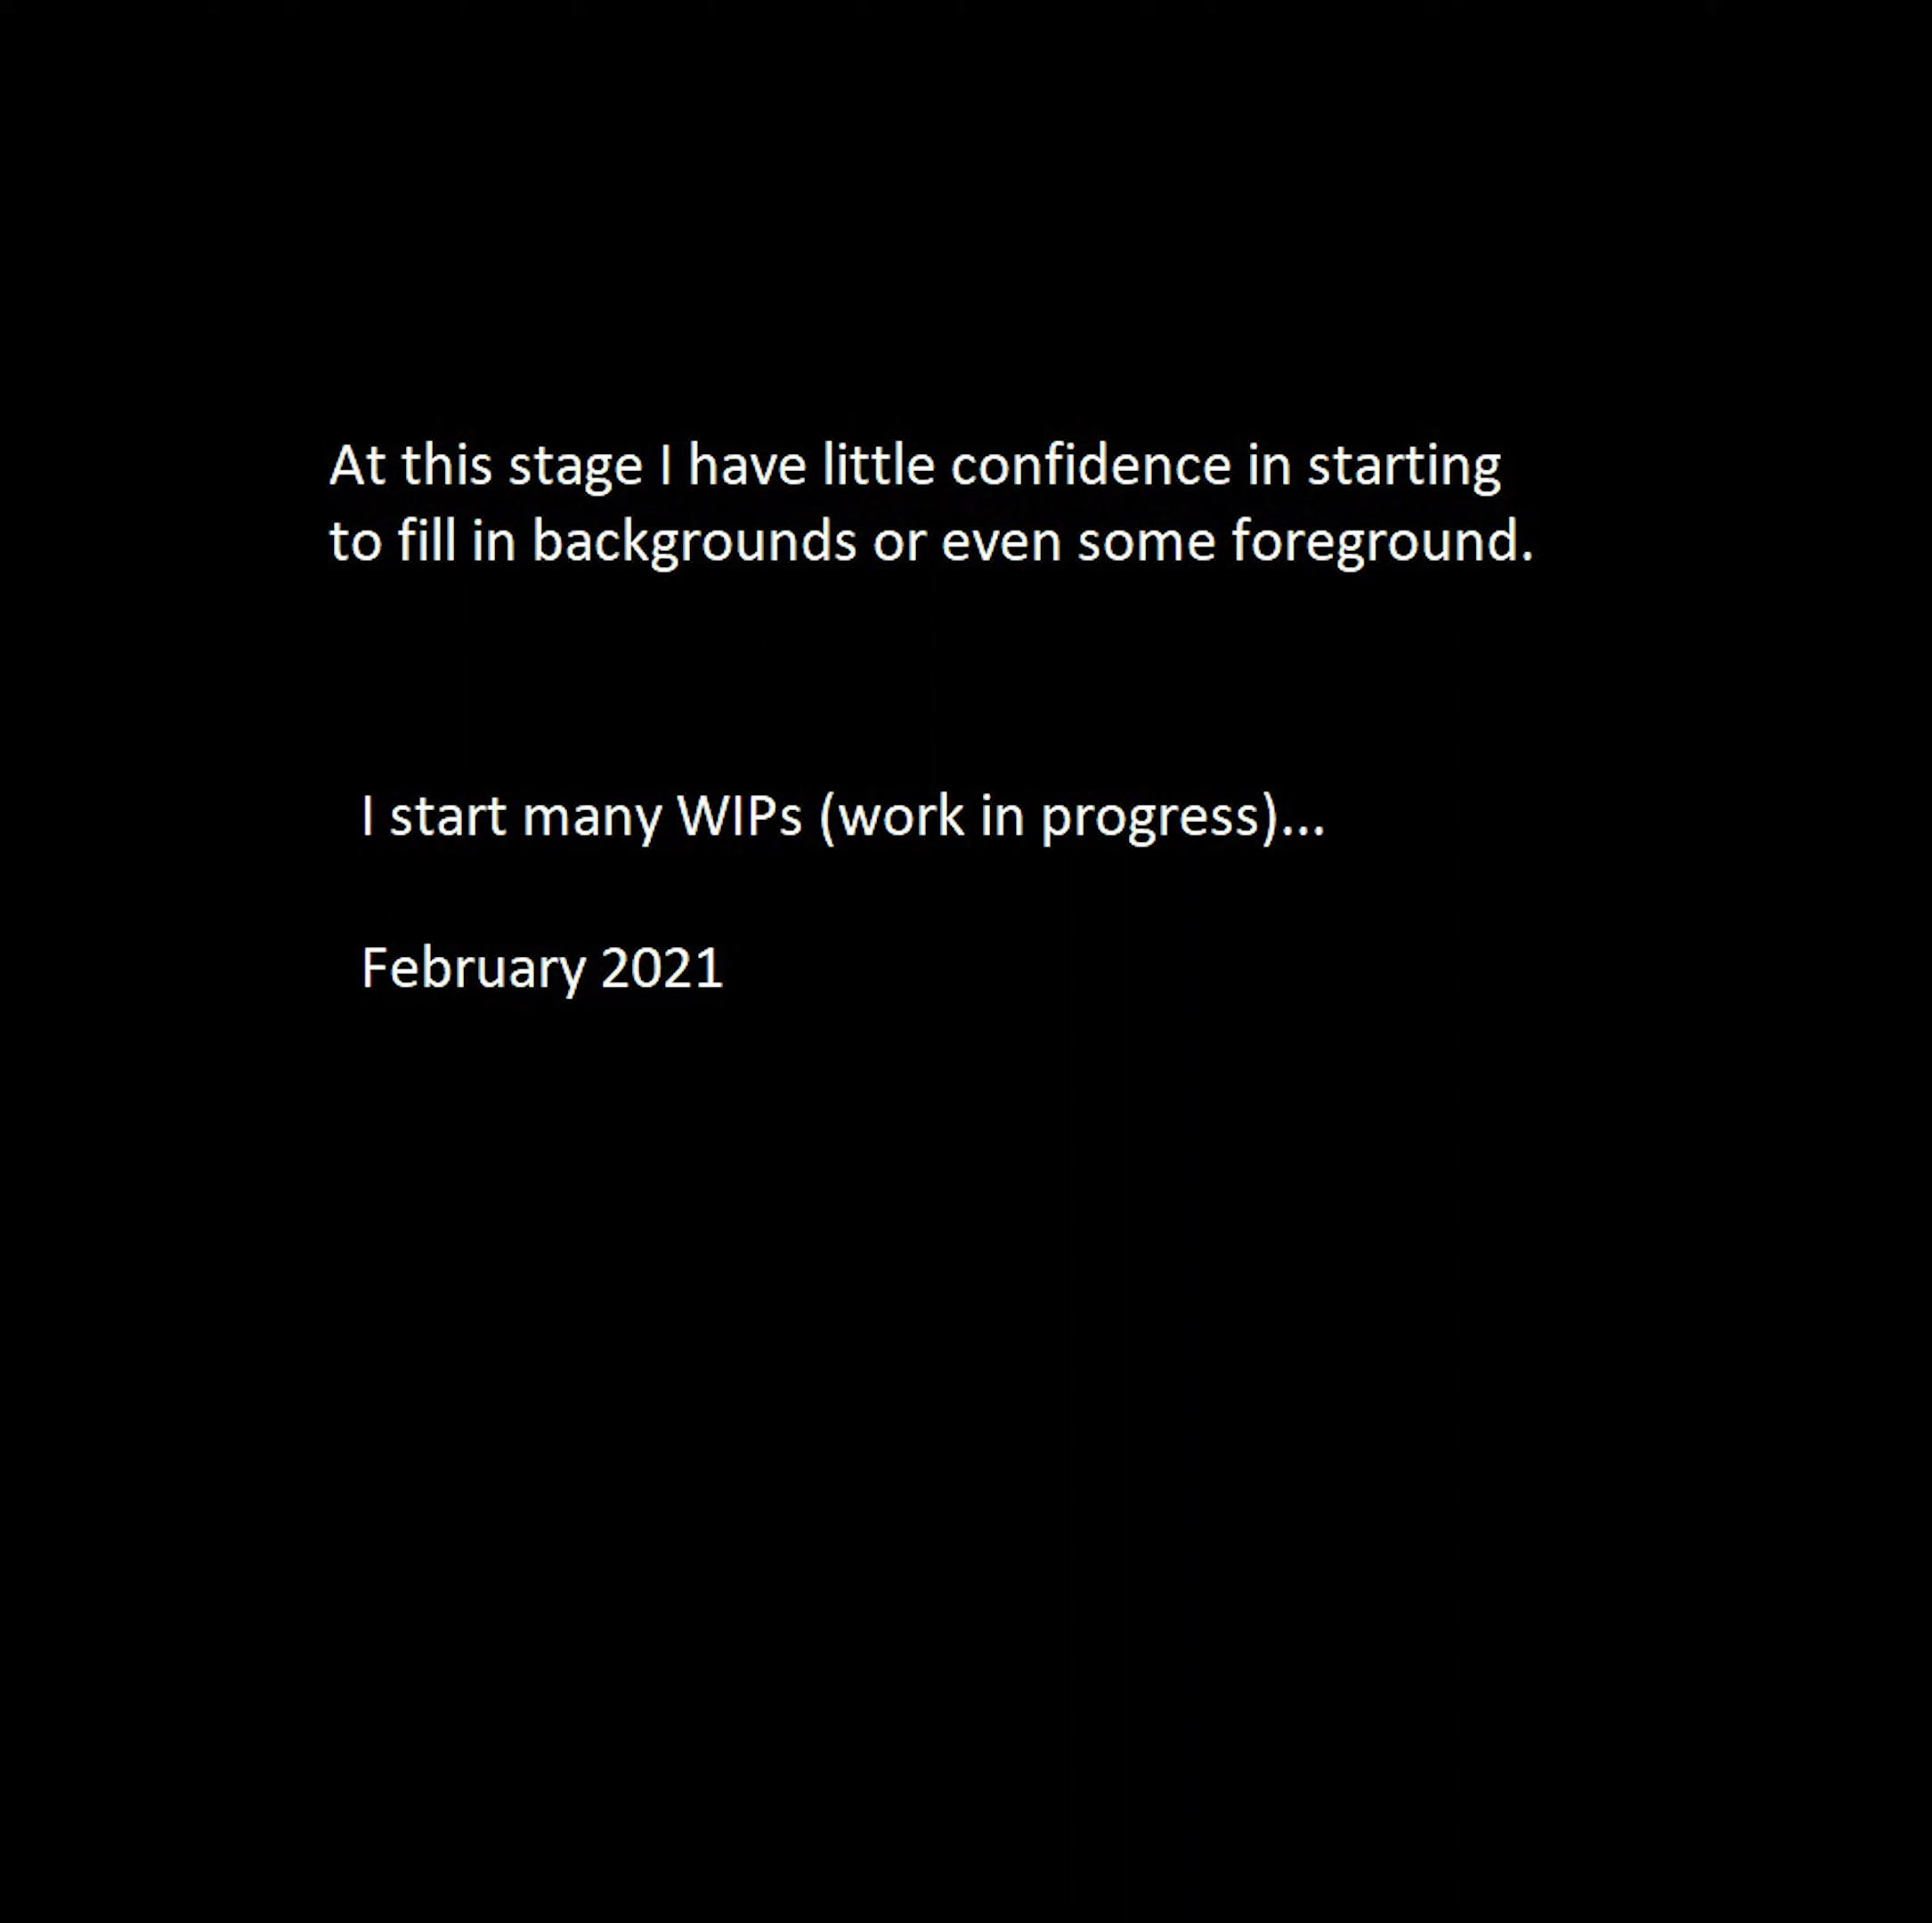 At this stage I have little confidence in starting
to fill in backgrounds or even some foreground.
I start many WIPs (work in progress)...
February 2021